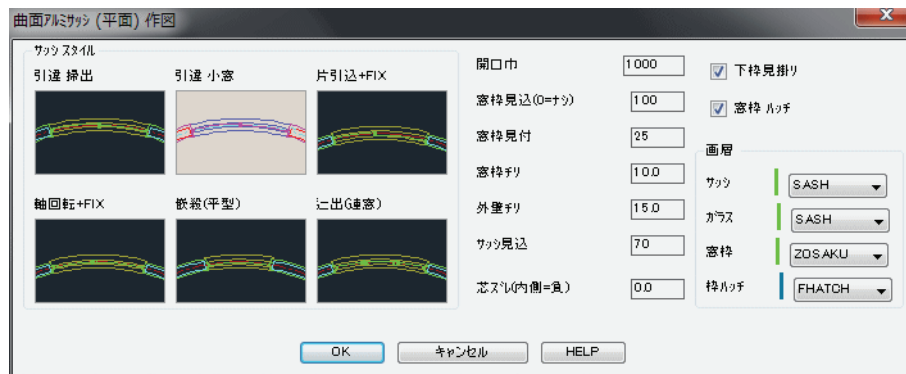 曲面ｱﾙﾐｻｯｼ (平面) 作図
x
ｻｯｼ ｽﾀｲﾙ
引違 掃出
引違 小窓
片引込+FIX
軸回転+FIX
嵌殺(平型)
出(連窓)
開口巾
1000
窓枠見込(0=ﾅｼ)
100
窓枠見付
25
窓枠ﾁﾘ
10.0
外壁ﾁﾘ
15.0
ｻｯｼ見込
70
芯ｽﾞﾚ(内側=負)
0.0
下枠見掛り
窓枠 ﾊｯﾁ
画層
ｻｯｼ
SASH
ｶﾞﾗｽ
SASH
窓枠
ZOSAKU
枠ﾊｯﾁ
FHATCH
OK
ｷｬﾝｾﾙ
HELP